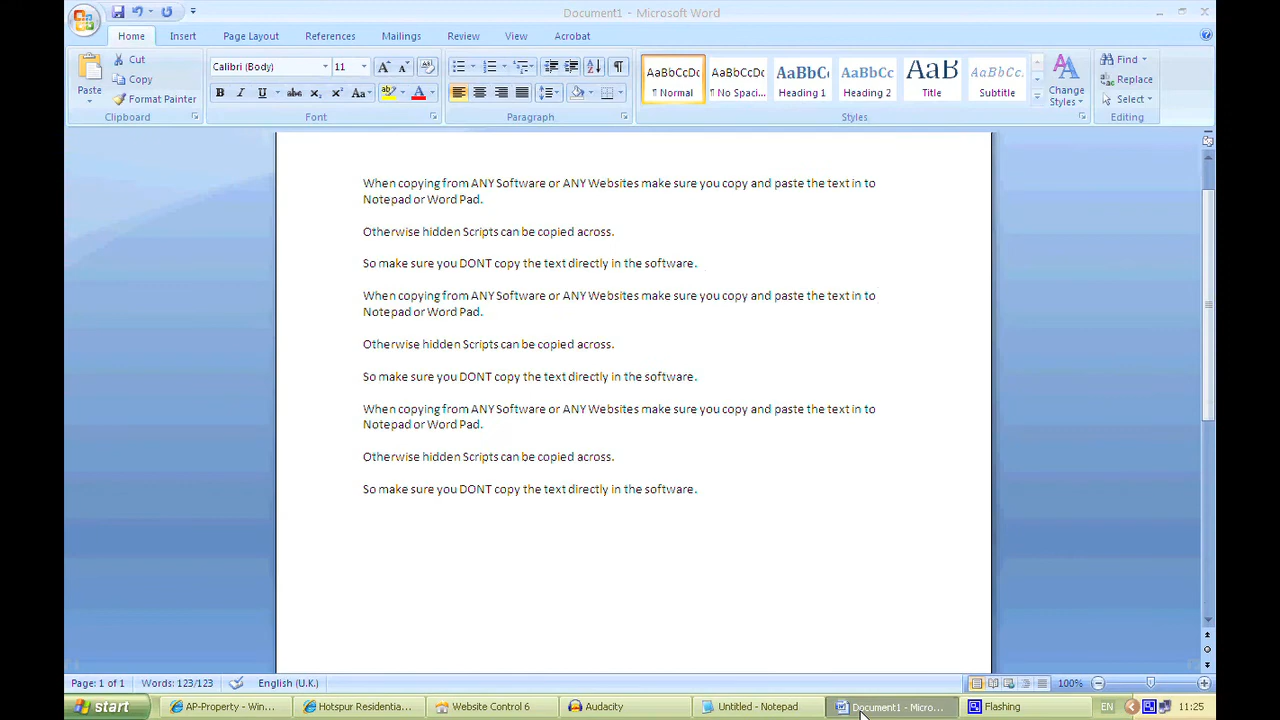 Document1 - Microsoft Word
Home Insert Page Layout References Mailings Review View Acrobat
Paste
Cut
Copy
Format Painter
Clipboard
Calibri (Body) 11
B I U abc x₂ x² Aa
Font
Paragraph
AaBbCcDc AaBbCcDc AaBbC AaBbCc AaB AaBbCc.
¶ Normal ¶ No Spaci... Heading 1 Heading 2 Title Subtitle
Change Styles
Styles
Find
Replace
Select
Editing
When copying from ANY Software or ANY Websites make sure you copy and paste the text in to
Notepad or Word Pad.
Otherwise hidden Scripts can be copied across.
So make sure you DONT copy the text directly in the software.
When copying from ANY Software or ANY Websites make sure you copy and paste the text in to
Notepad or Word Pad.
Otherwise hidden Scripts can be copied across.
So make sure you DONT copy the text directly in the software.
When copying from ANY Software or ANY Websites make sure you copy and paste the text in to
Notepad or Word Pad.
Otherwise hidden Scripts can be copied across.
So make sure you DONT copy the text directly in the software.
Page: 1 of 1 Words: 123/123 English (U.K.) 100%
start AP-Property - Win... Hotspur Residentia... Website Control 6 Audacity Untitled - Notepad Document1 - Micro... Flashing EN 11:25